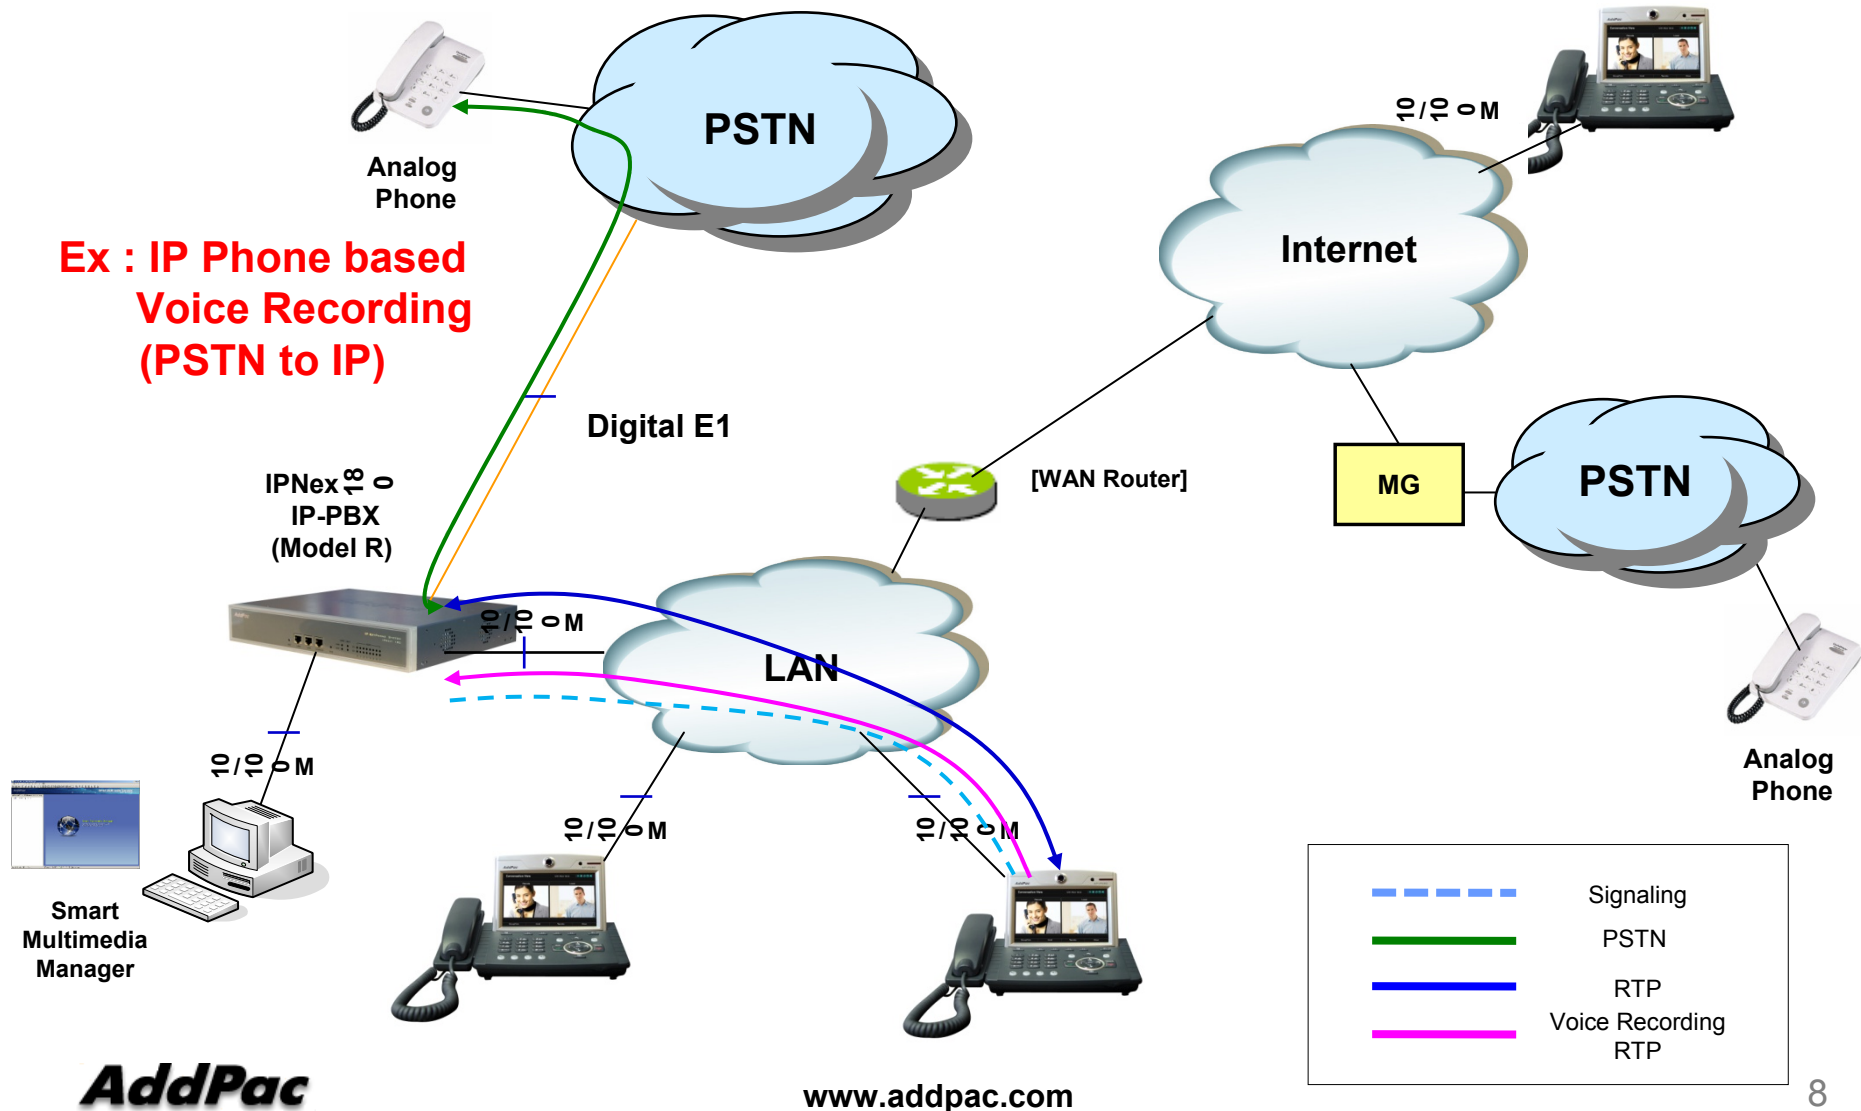 PSTN
10/100M
Analog
Phone
Ex : IP Phone based
Voice Recording
(PSTN to IP)
Internet
Digital E1
IPNex180
IP-PBX
(Model R)
[WAN Router]
MG
PSTN
10/100M
LAN
10/100M
10/100M
10/100M
Analog
Phone
Smart
Multimedia
Manager
Signaling
PSTN
RTP
Voice Recording
RTP
AddPac
www.addpac.com
8